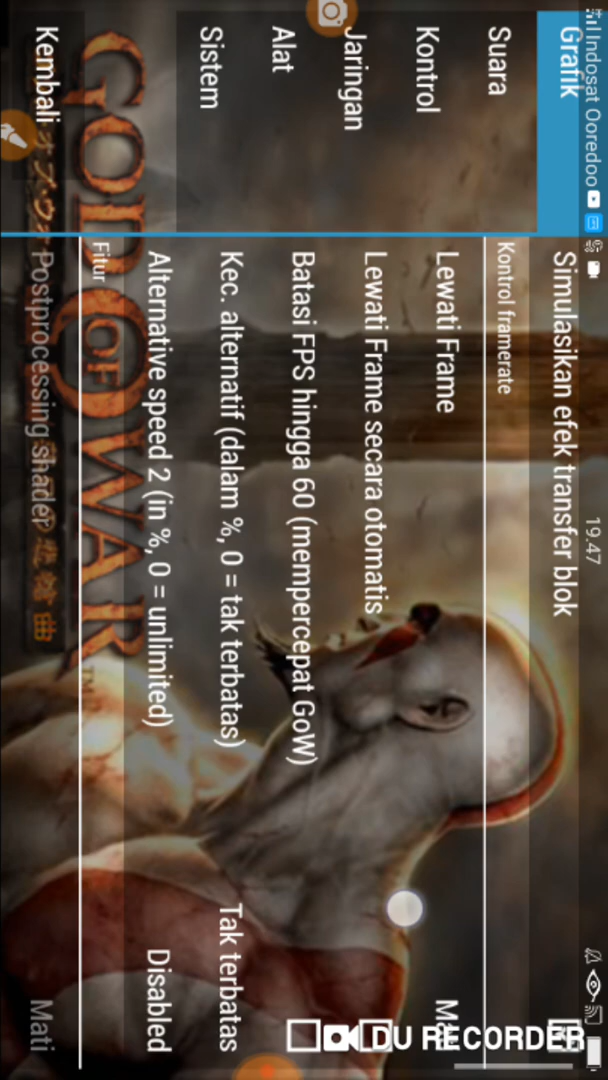 Indosat Ooredoo
19.47
Grafik
Suara
Kontrol
Jaringan
Alat
Sistem
Kembali
Simulasikan efek transfer blok
Kontrol framerate
Lewati Frame
Lewati Frame secara otomatis
Batasi FPS hingga 60 (mempercepat GoW)
Kec. alternatif (dalam %, 0 = tak terbatas) Tak terbatas
Alternative speed 2 (in %, 0 = unlimited) Disabled
Fitur
Postprocessing shader Mati
DU RECORDER
GOD OF WAR
TM